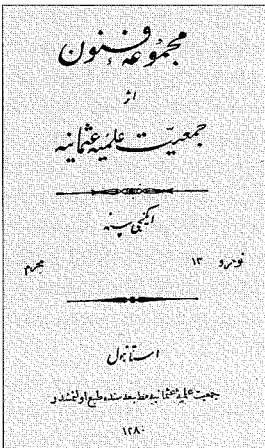 مجموعهٔ فنون
اثر
جمعیت علمیهٔ عثمانیه
ایکنجی سنه
نومرو ١٣ محرم
استانبول
جمعیت علمیهٔ عثمانیه مطبعه سنده طبع اولنمشدر
١٢٨٠